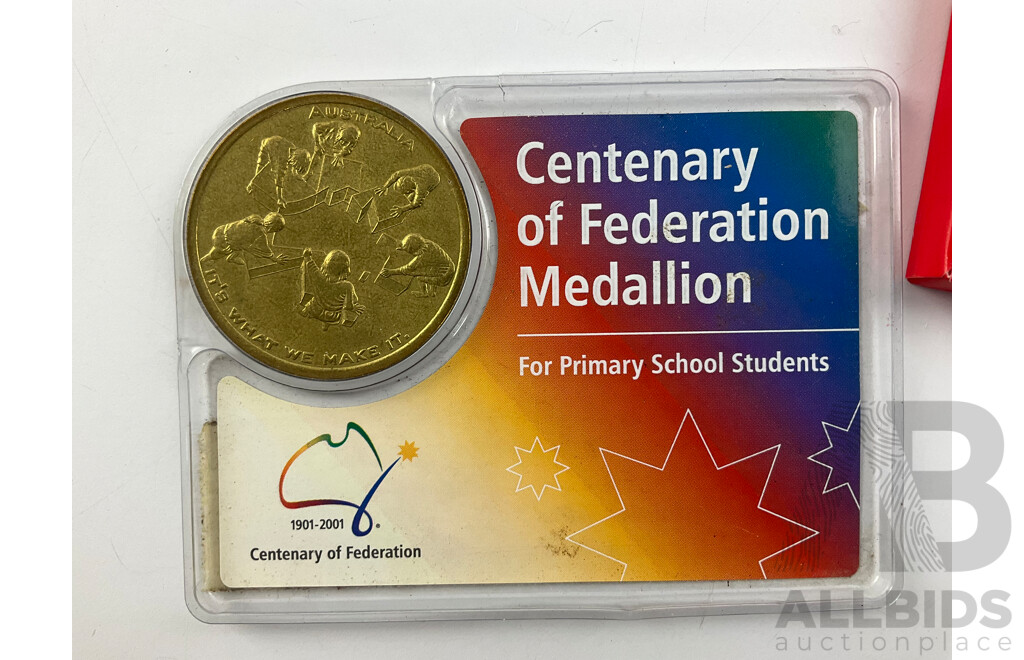 AUSTRALIA
IT'S WHAT WE MAKE IT.
Centenary
of Federation
Medallion
For Primary School Students
1901-2001
Centenary of Federation
B
ALLBIDS
auctionplace